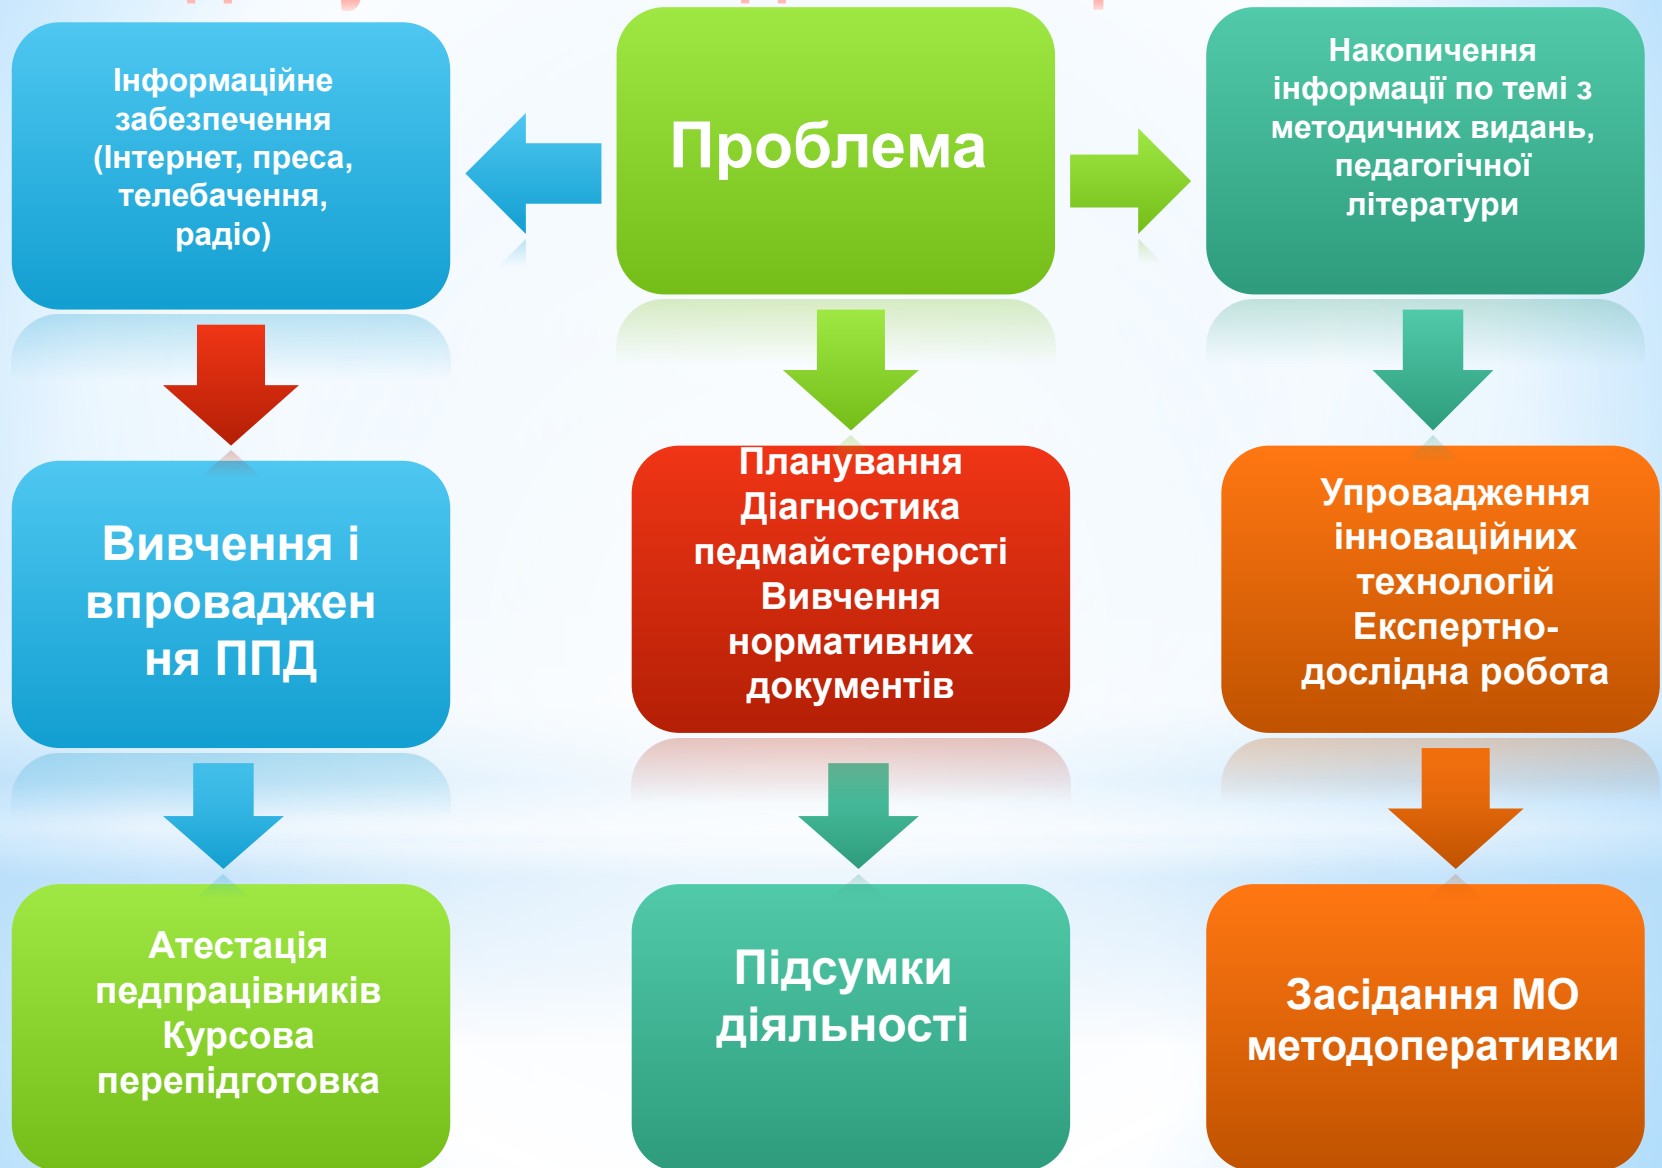 Інформаційне
забезпечення
(Інтернет, преса,
телебачення,
радіо)
Проблема
Накопичення
інформації по темі з
методичних видань,
педагогічної
літератури
Вивчення і
впроваджен
ня ППД
Планування
Діагностика
педмайстерності
Вивчення
нормативних
документів
Упровадження
інноваційних
технологій
Експертно-
дослідна робота
Атестація
педпрацівників
Курсова
перепідготовка
Підсумки
діяльності
Засідання МО
методоперативки